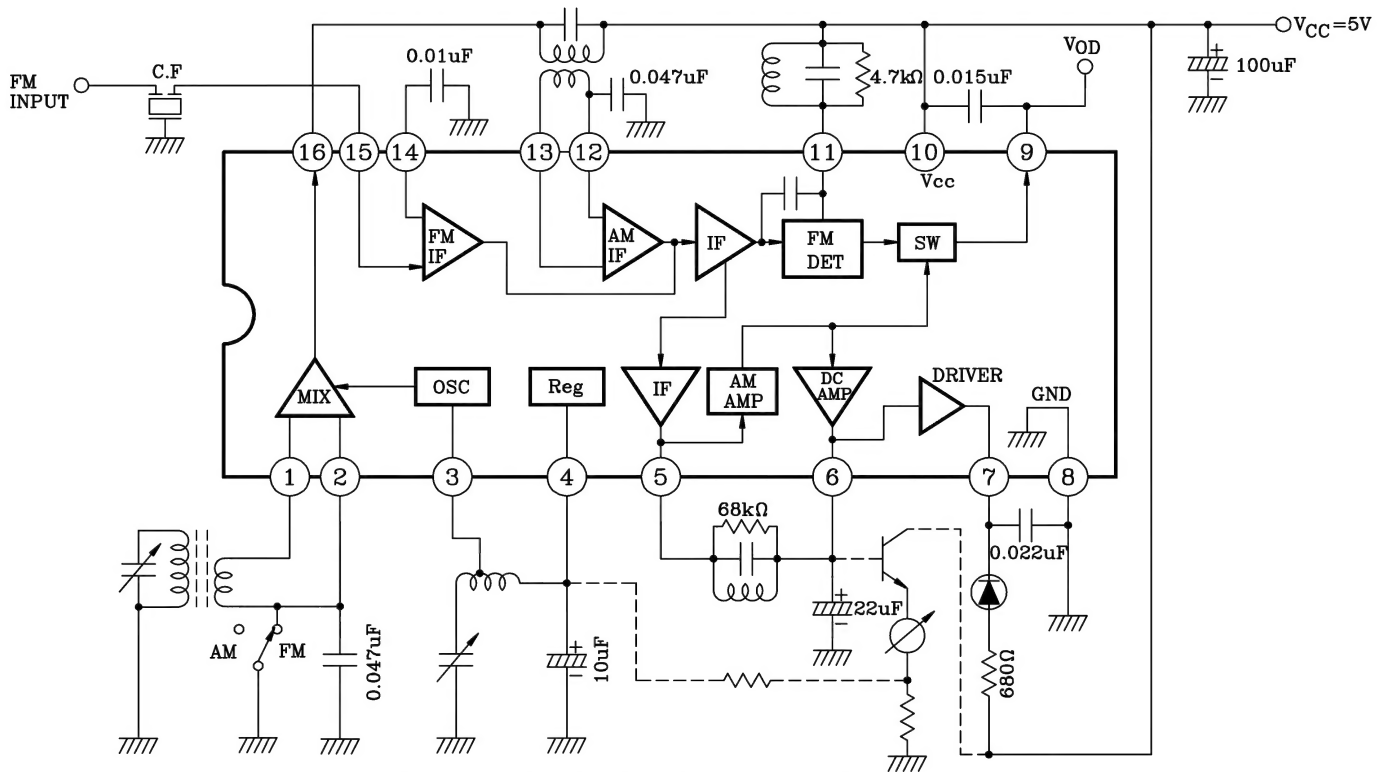 V_CC=5V
C.F
FM
INPUT
0.01uF
0.047uF
4.7kΩ
0.015uF
V_OD
100uF
16
15
14
13
12
11
10
9
Vcc
FM
IF
AM
IF
IF
FM
DET
SW
MIX
OSC
Reg
IF
AM
AMP
DC
AMP
DRIVER
GND
1
2
3
4
5
6
7
8
68kΩ
0.022uF
22uF
AM
FM
0.047uF
10uF
680Ω